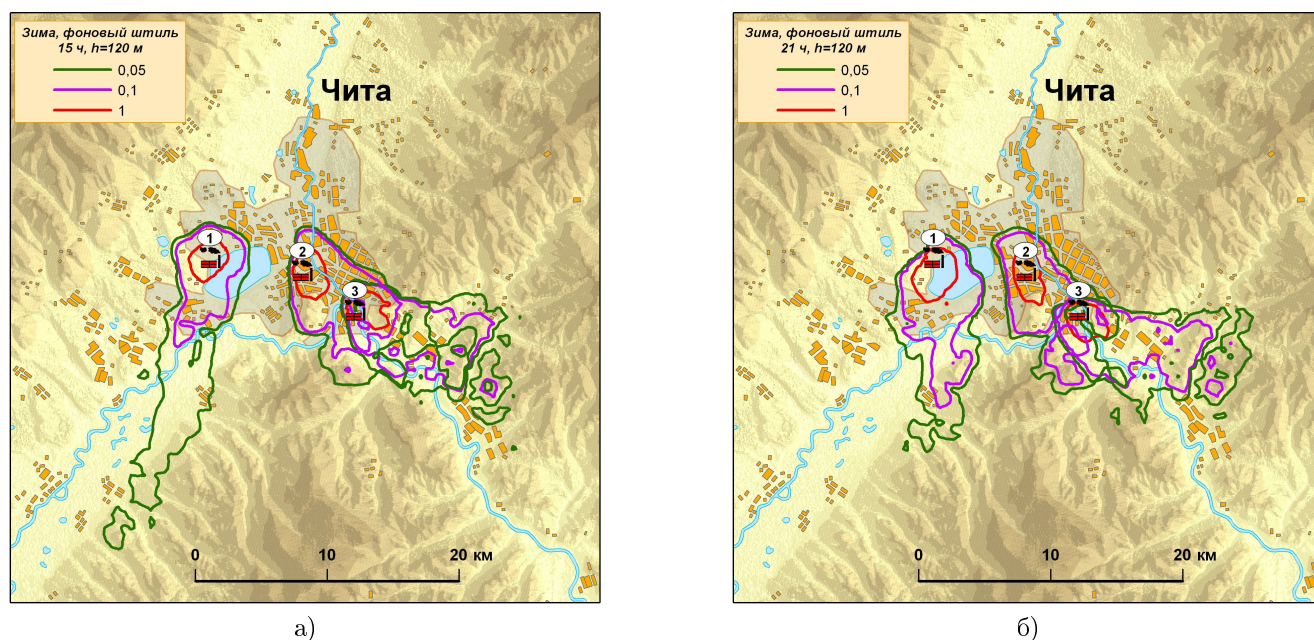 Зима, фоновый штиль
15 ч, h=120 м
0,05
0,1
1
Чита
1
2
3
0 10 20 км
а)
Зима, фоновый штиль
21 ч, h=120 м
0,05
0,1
1
Чита
1
2
3
0 10 20 км
б)